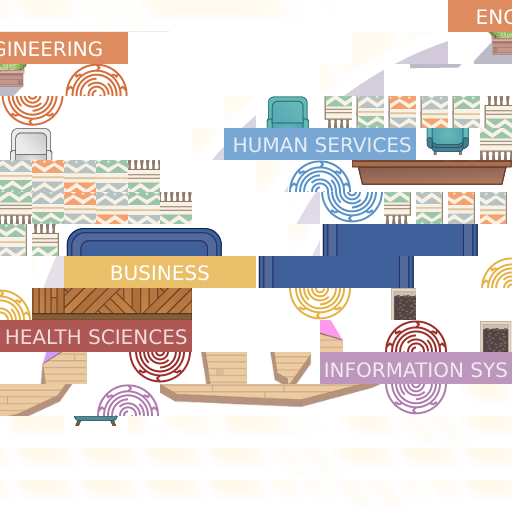 ENG
GINEERING
HUMAN SERVICES
BUSINESS
HEALTH SCIENCES
INFORMATION SYS